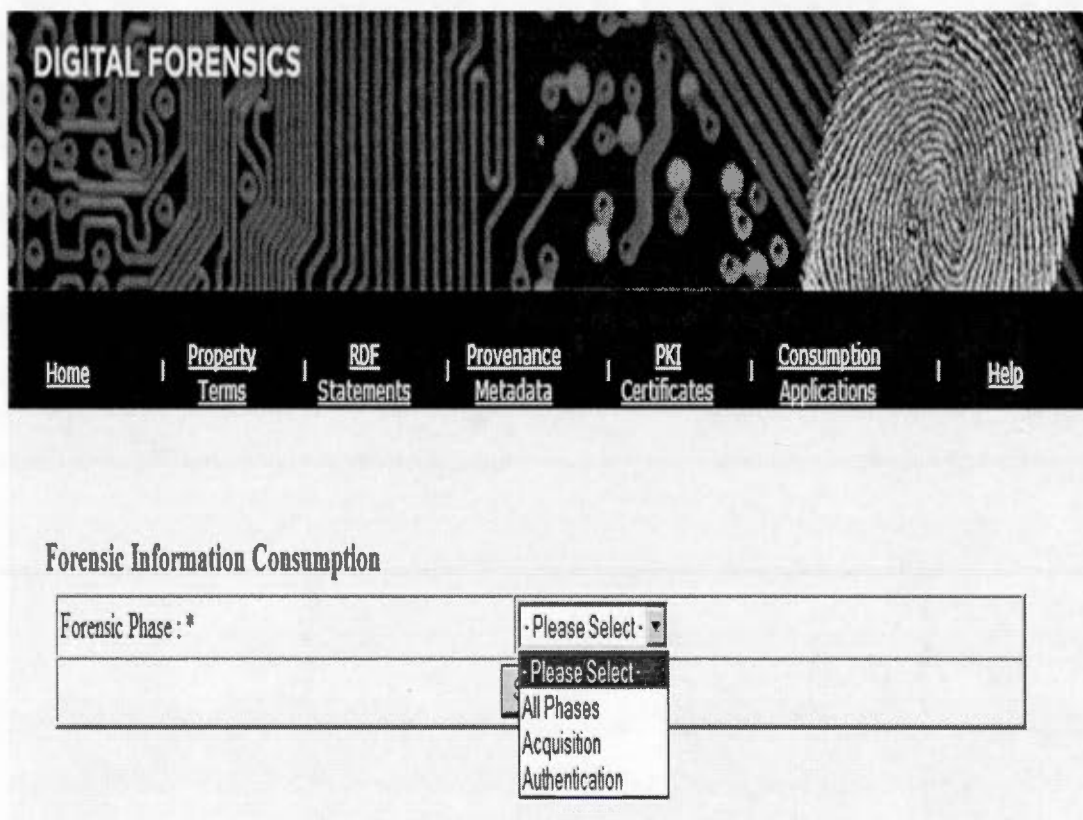 DIGITAL FORENSICS
Home | Property Terms | RDF Statements | Provenance Metadata | PKI Certificates | Consumption Applications | Help
Forensic Information Consumption
Forensic Phase : *
- Please Select -
- Please Select -
All Phases
Acquisition
Authentication